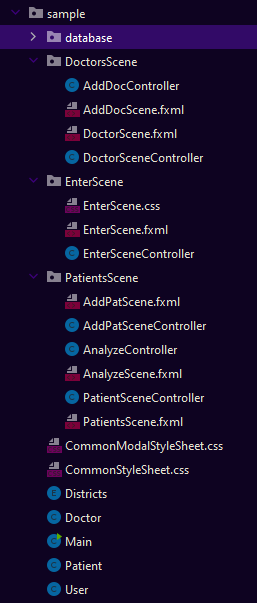 sample
database
DoctorsScene
AddDocController
AddDocScene.fxml
DoctorScene.fxml
DoctorSceneController
EnterScene
EnterScene.css
EnterScene.fxml
EnterSceneController
PatientsScene
AddPatScene.fxml
AddPatSceneController
AnalyzeController
AnalyzeScene.fxml
PatientSceneController
PatientsScene.fxml
CommonModalStyleSheet.css
CommonStyleSheet.css
Districts
Doctor
Main
Patient
User